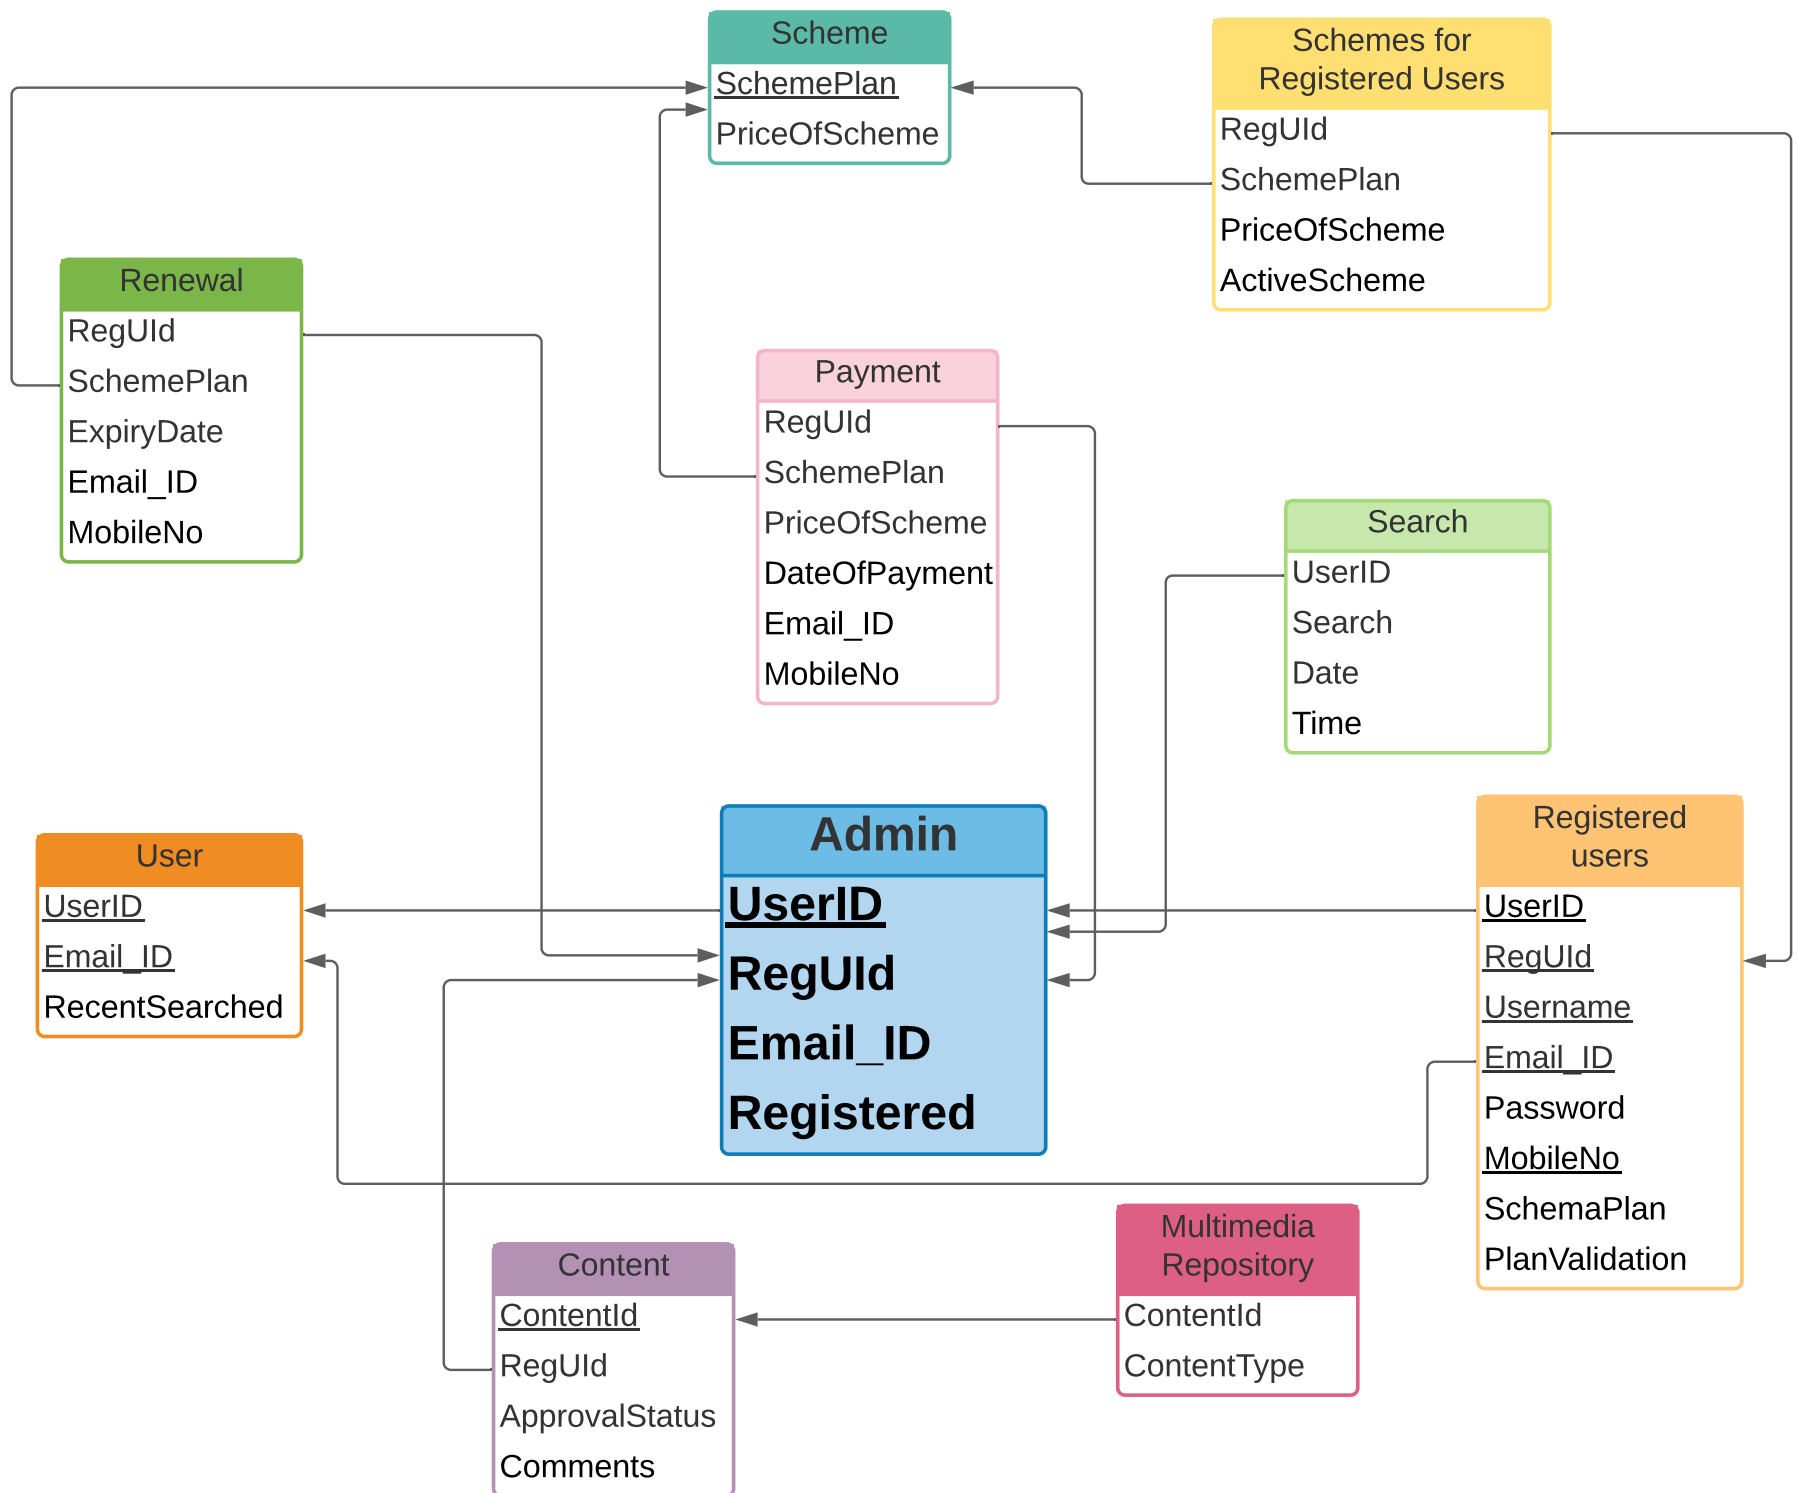 Scheme
SchemePlan
PriceOfScheme
Schemes for
Registered Users
RegUId
SchemePlan
PriceOfScheme
ActiveScheme
Renewal
RegUId
SchemePlan
ExpiryDate
Email_ID
MobileNo
Payment
RegUId
SchemePlan
PriceOfScheme
DateOfPayment
Email_ID
MobileNo
Search
UserID
Search
Date
Time
User
UserID
Email_ID
RecentSearched
Admin
UserID
RegUId
Email_ID
Registered
Registered
users
UserID
RegUId
Username
Email_ID
Password
MobileNo
SchemaPlan
PlanValidation
Content
ContentId
RegUId
ApprovalStatus
Comments
Multimedia
Repository
ContentId
ContentType